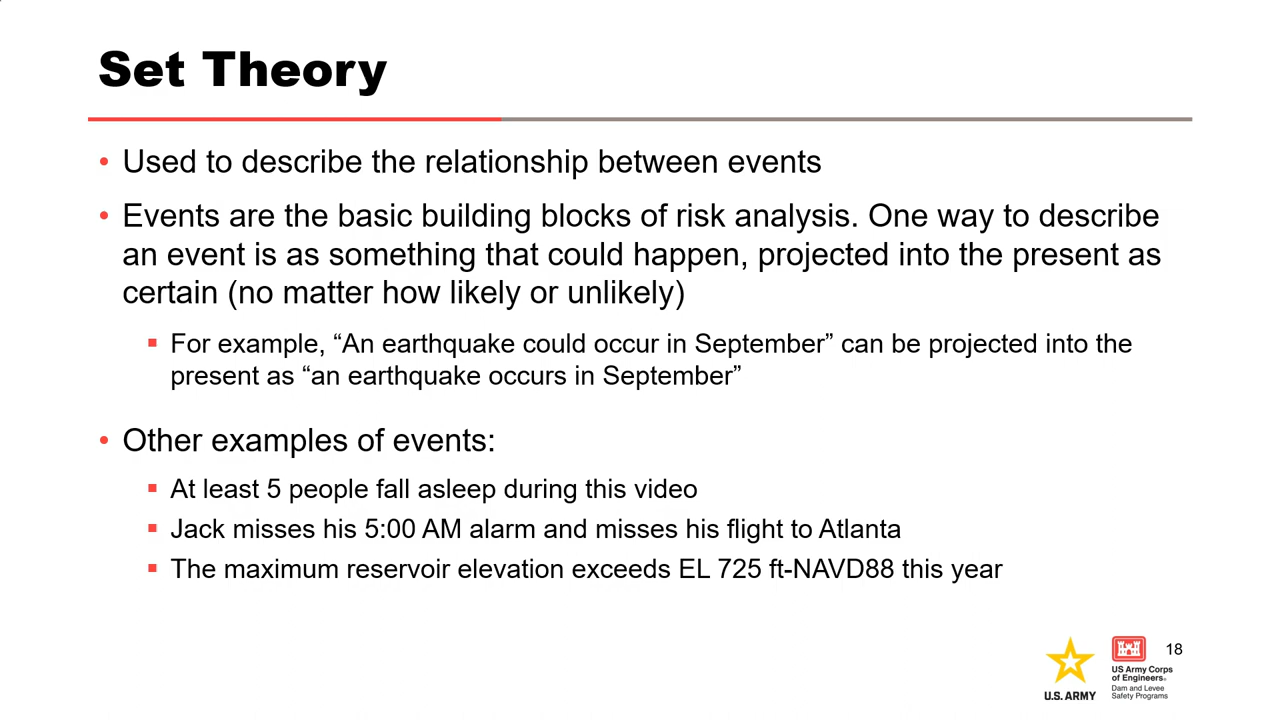 Set Theory
• Used to describe the relationship between events
• Events are the basic building blocks of risk analysis. One way to describe
an event is as something that could happen, projected into the present as
certain (no matter how likely or unlikely)
▪ For example, “An earthquake could occur in September” can be projected into the
present as “an earthquake occurs in September”
• Other examples of events:
▪ At least 5 people fall asleep during this video
▪ Jack misses his 5:00 AM alarm and misses his flight to Atlanta
▪ The maximum reservoir elevation exceeds EL 725 ft-NAVD88 this year
18
U.S. ARMY
US Army Corps
of Engineers®
Dam and Levee
Safety Programs